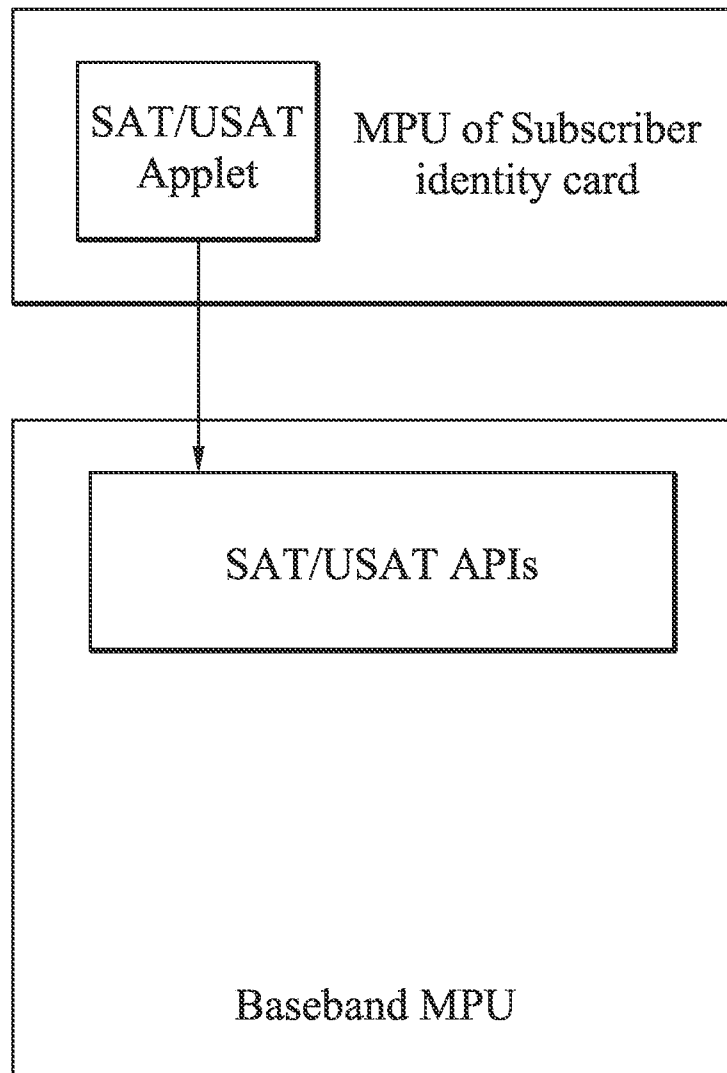 SAT/USAT
Applet
MPU of Subscriber
identity card
SAT/USAT APIs
Baseband MPU